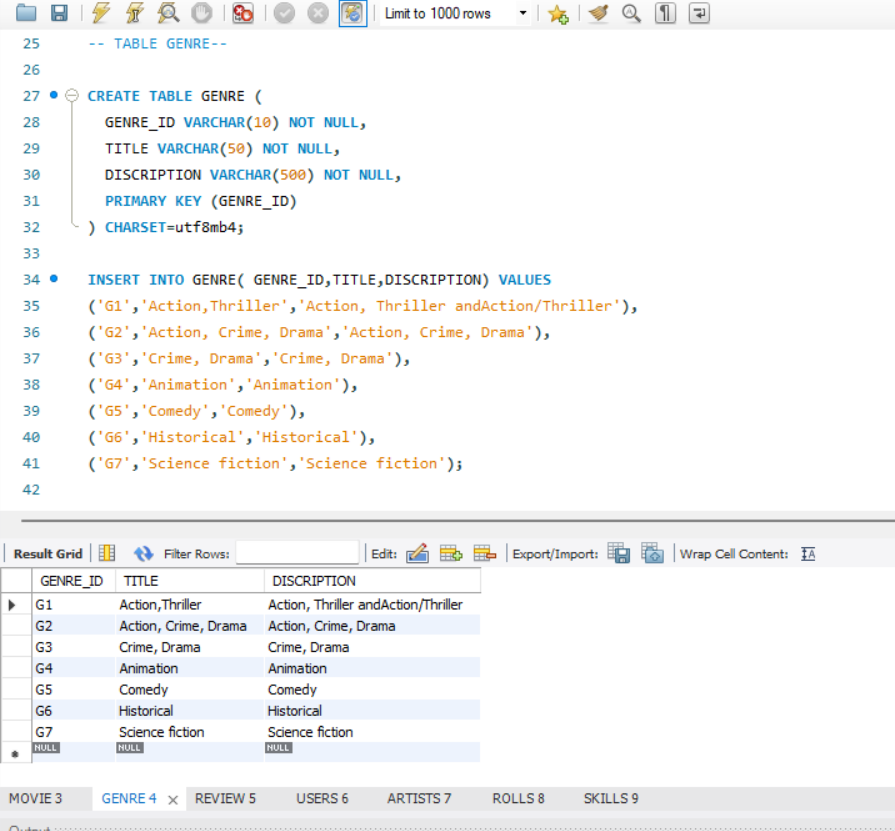 Limit to 1000 rows
25 -- TABLE GENRE--
26
27 CREATE TABLE GENRE (
28 GENRE_ID VARCHAR(10) NOT NULL,
29 TITLE VARCHAR(50) NOT NULL,
30 DISCRIPTION VARCHAR(500) NOT NULL,
31 PRIMARY KEY (GENRE_ID)
32 ) CHARSET=utf8mb4;
33
34 INSERT INTO GENRE( GENRE_ID,TITLE,DISCRIPTION) VALUES
35 ('G1','Action,Thriller','Action, Thriller andAction/Thriller'),
36 ('G2','Action, Crime, Drama','Action, Crime, Drama'),
37 ('G3','Crime, Drama','Crime, Drama'),
38 ('G4','Animation','Animation'),
39 ('G5','Comedy','Comedy'),
40 ('G6','Historical','Historical'),
41 ('G7','Science fiction','Science fiction');
42
Result Grid Filter Rows: Edit: Export/Import: Wrap Cell Content: IA
GENRE_ID TITLE DISCRIPTION
G1 Action,Thriller Action, Thriller andAction/Thriller
G2 Action, Crime, Drama Action, Crime, Drama
G3 Crime, Drama Crime, Drama
G4 Animation Animation
G5 Comedy Comedy
G6 Historical Historical
G7 Science fiction Science fiction
NULL NULL NULL
MOVIE 3 GENRE 4 REVIEW 5 USERS 6 ARTISTS 7 ROLLS 8 SKILLS 9
Output